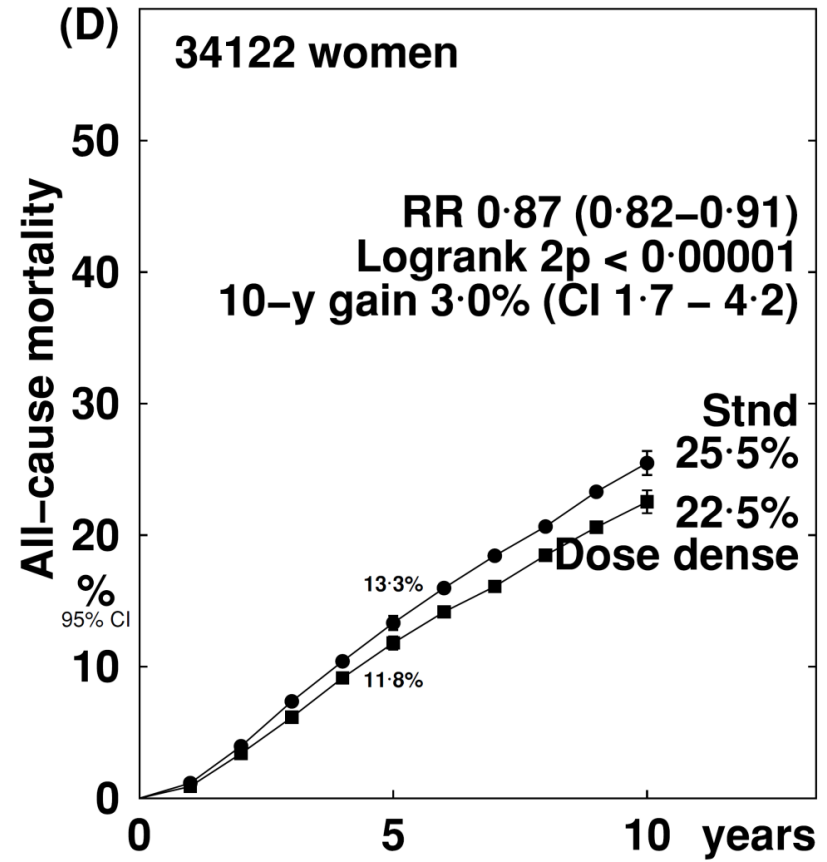 (D)
34122 women
50
RR 0·87 (0·82–0·91)
Logrank 2p < 0·00001
40
10–y gain 3·0% (CI 1·7 – 4·2)
All–cause mortality
%
95% CI
30
Stnd
25·5%
22·5%
20
Dose dense
13·3%
11·8%
10
0
0
5
10
years